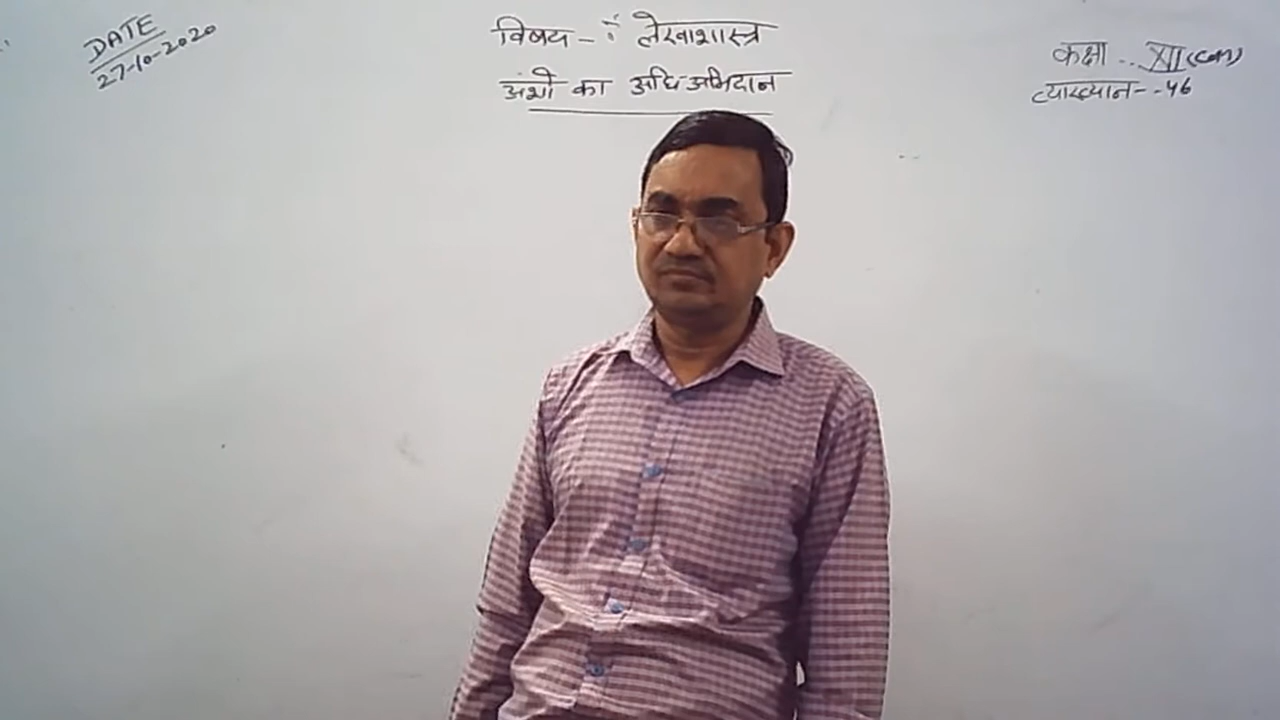 DATE
27-10-2020
विषय -: लेखाशास्त्र
अंशो का अधि-अभिदान
कक्षा .. XII (com)
व्याख्यान-- 46